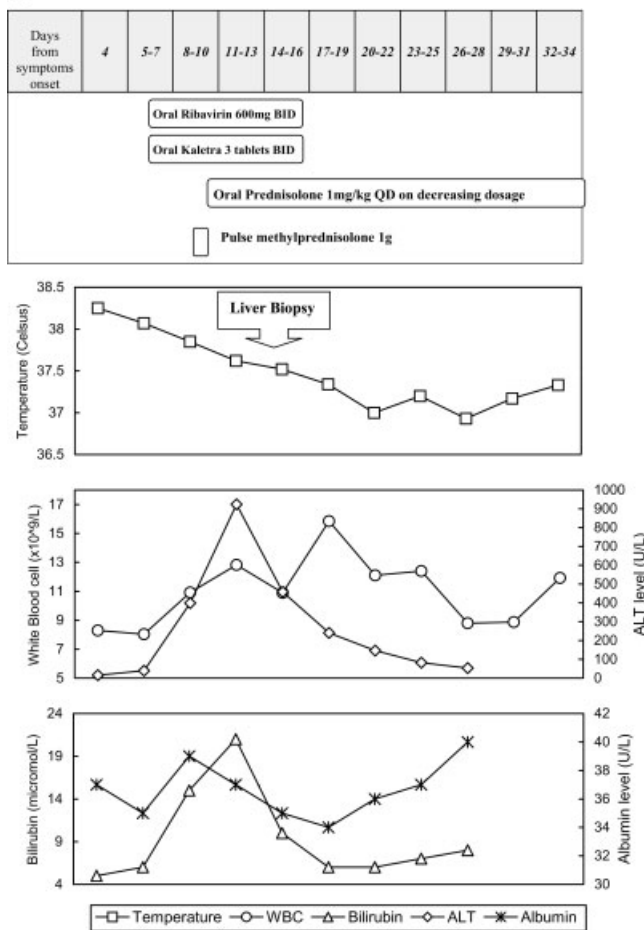 Days from symptoms onset 4 5-7 8-10 11-13 14-16 17-19 20-22 23-25 26-28 29-31 32-34
Oral Ribavirin 600mg BID
Oral Kaletra 3 tablets BID
Oral Prednisolone 1mg/kg QD on decreasing dosage
Pulse methylprednisolone 1g
Temperature (Celsus)
38.5
38
37.5
37
36.5
Liver Biopsy
White Blood cell (x10^9/L)
17
15
13
11
9
7
5
1000
900
800
700
600
500
400
300
200
100
0
ALT level (U/L)
Bilirubin (micromol/L)
24
19
14
9
4
42
40
38
36
34
32
30
Albumin level (U/L)
Temperature WBC Bilirubin ALT Albumin